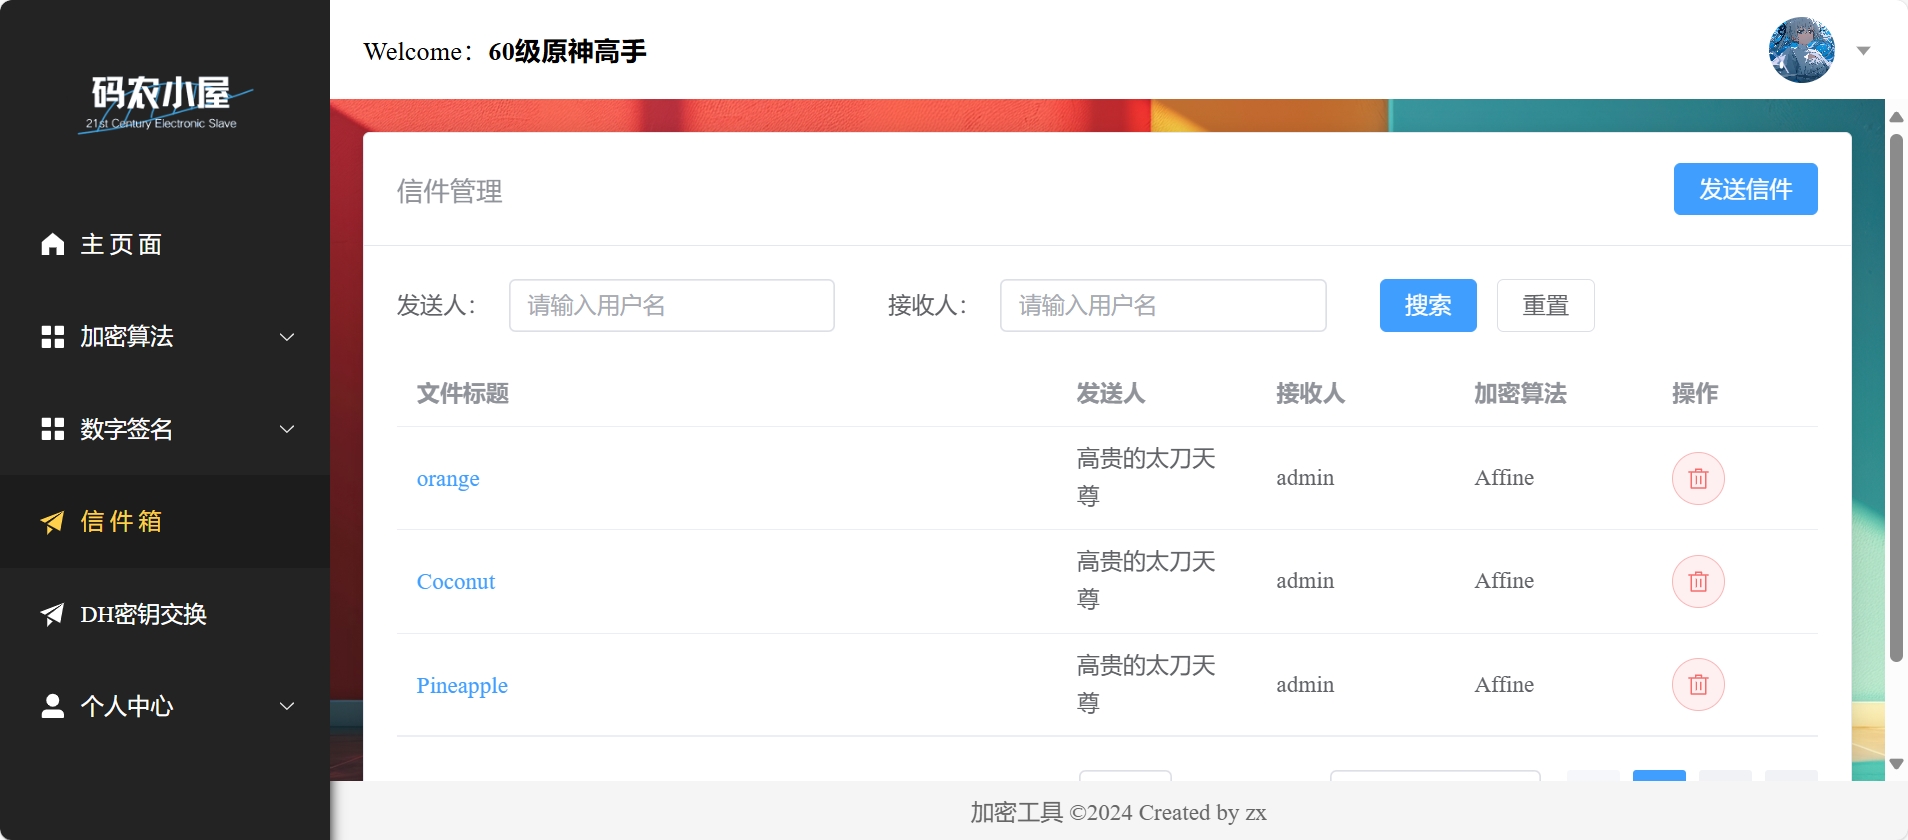 码农小屋
21st Century Electronic Slave
Welcome：60级原神高手
主页面
加密算法
数字签名
信件箱
DH密钥交换
个人中心
信件管理
发送信件
发送人：
请输入用户名
接收人：
请输入用户名
搜索
重置
文件标题 发送人 接收人 加密算法 操作
orange 高贵的太刀天尊 admin Affine
Coconut 高贵的太刀天尊 admin Affine
Pineapple 高贵的太刀天尊 admin Affine
加密工具 ©2024 Created by zx